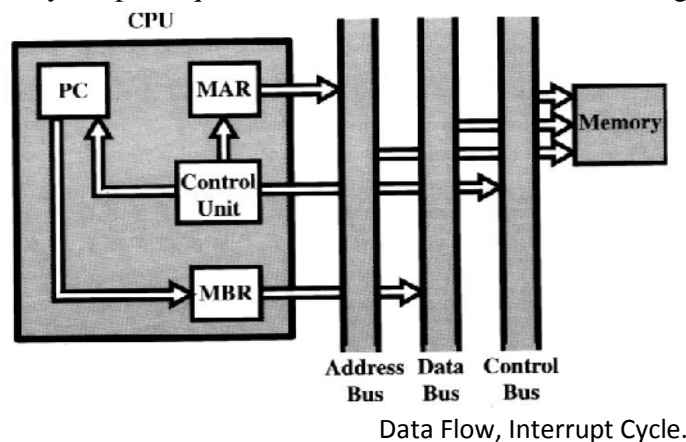 CPU
PC
MAR
Memory
Control
Unit
MBR
Address Data Control
Bus Bus Bus
Data Flow, Interrupt Cycle.